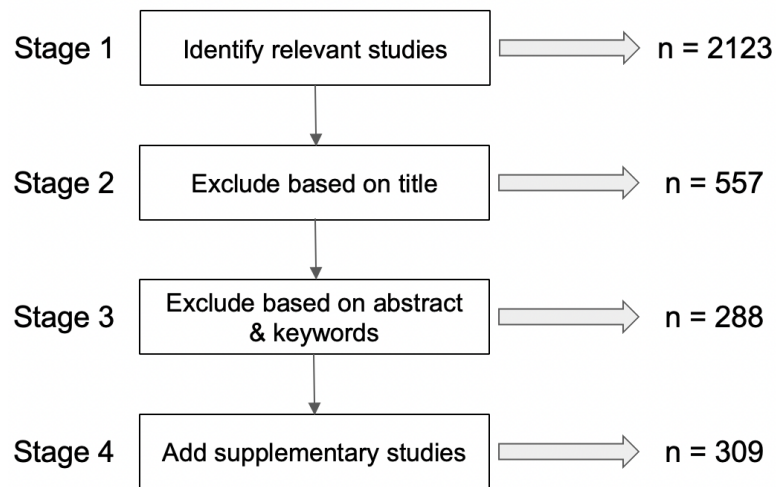 Stage 1
Identify relevant studies
n = 2123
Stage 2
Exclude based on title
n = 557
Stage 3
Exclude based on abstract
& keywords
n = 288
Stage 4
Add supplementary studies
n = 309